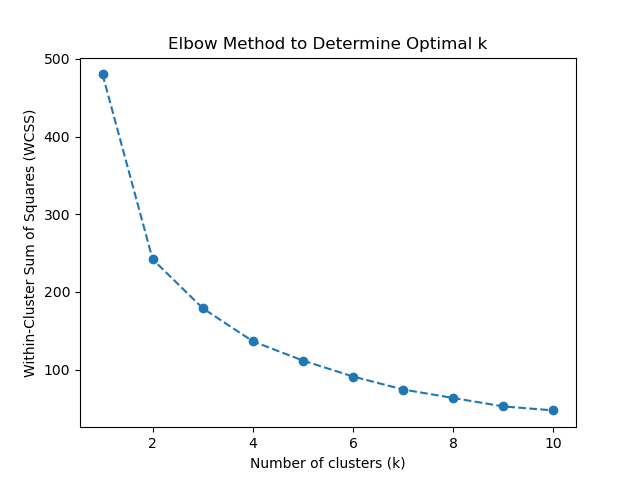 Elbow Method to Determine Optimal k
500
400
300
200
100
Within-Cluster Sum of Squares (WCSS)
2 4 6 8 10
Number of clusters (k)